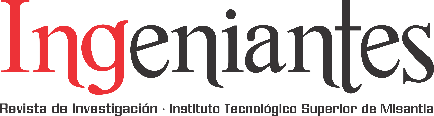 Ingeniantes
Revista de Investigación · Instituto Tecnológico Superior de Misantla